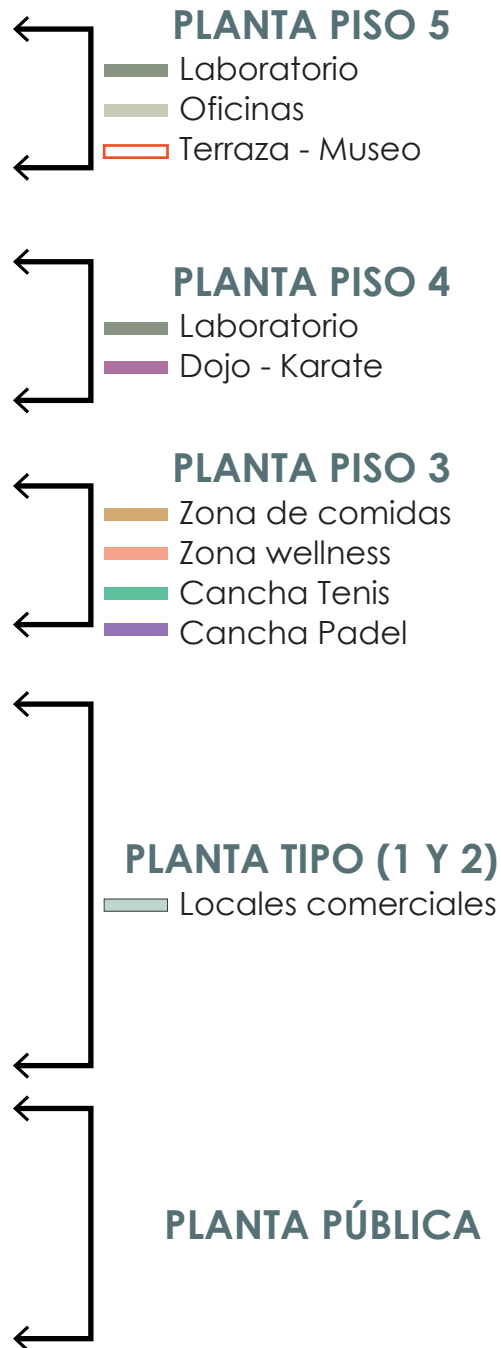 PLANTA PISO 5
Laboratorio
Oficinas
Terraza - Museo
PLANTA PISO 4
Laboratorio
Dojo - Karate
PLANTA PISO 3
Zona de comidas
Zona wellness
Cancha Tenis
Cancha Padel
PLANTA TIPO (1 Y 2)
Locales comerciales
PLANTA PÚBLICA